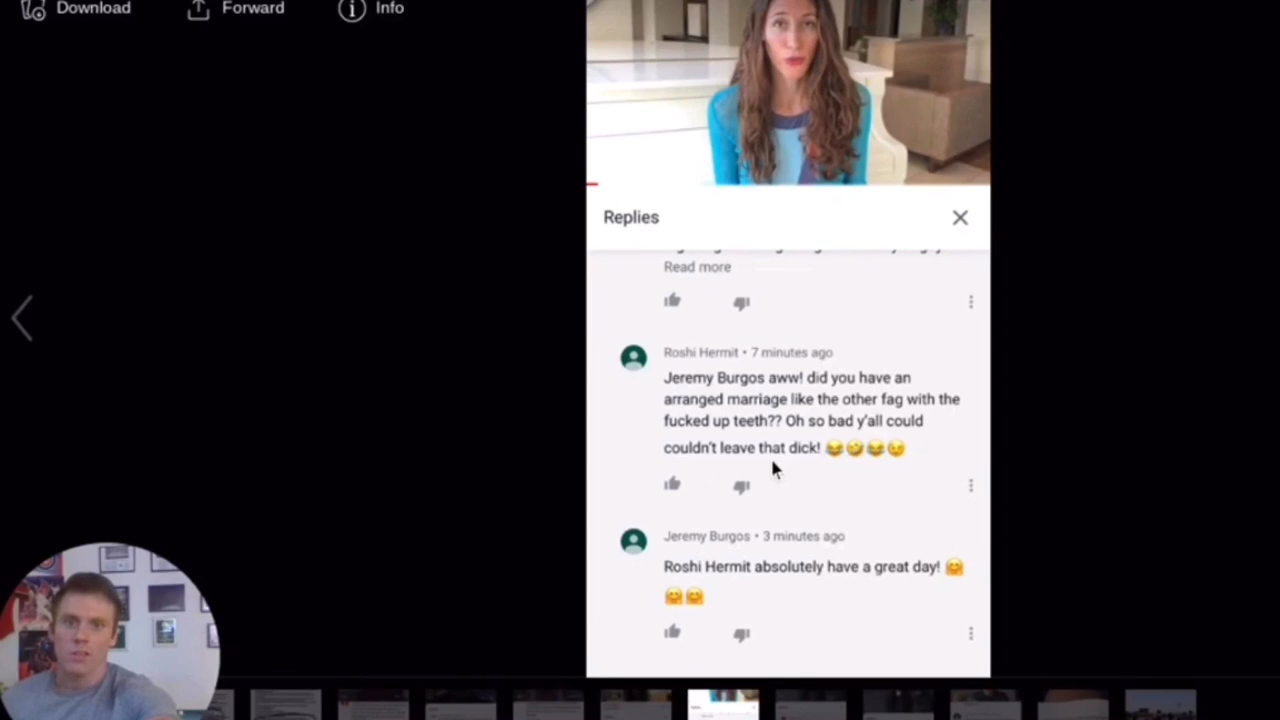 Download Forward Info
Replies
Read more
Roshi Hermit • 7 minutes ago
Jeremy Burgos aww! did you have an
arranged marriage like the other fag with the
fucked up teeth?? Oh so bad y'all could
couldn't leave that dick! 😂🤣😂😉
Jeremy Burgos • 3 minutes ago
Roshi Hermit absolutely have a great day! 🤗
🤗🤗